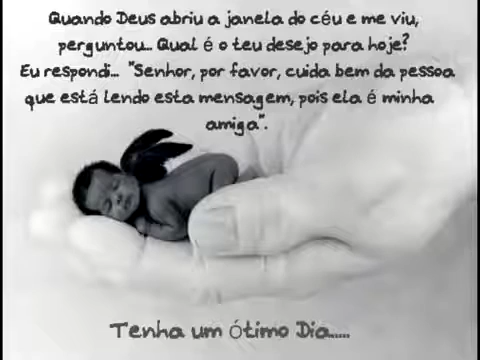 Quando Deus abriu a janela do céu e me viu,
perguntou... Qual é o teu desejo para hoje?
Eu respondi... "Senhor, por favor, cuida bem da pessoa
que está lendo esta mensagem, pois ela é minha
amiga".
Tenha um Ótimo Dia.....